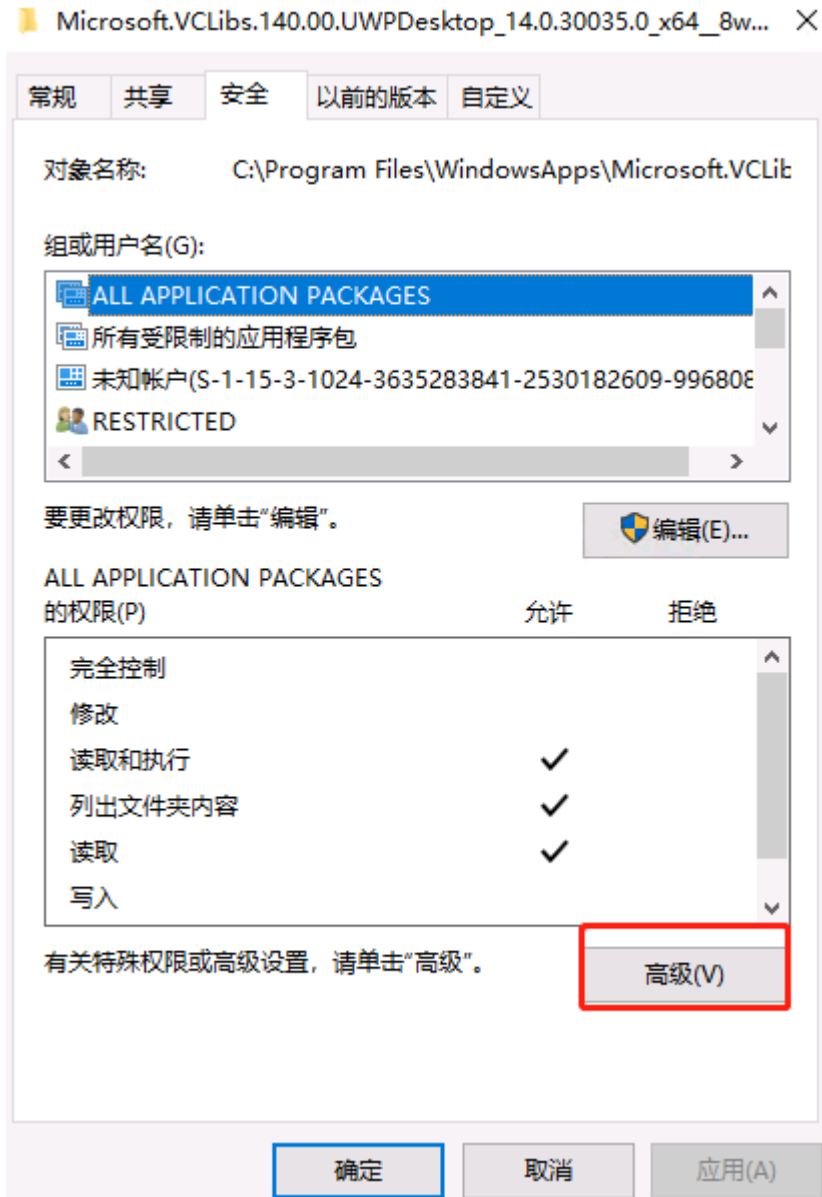 Microsoft.VCLibs.140.00.UWPDesktop_14.0.30035.0_x64__8w...
常规 共享 安全 以前的版本 自定义
对象名称: C:\Program Files\WindowsApps\Microsoft.VCLib
组或用户名(G):
ALL APPLICATION PACKAGES
所有受限制的应用程序包
未知帐户(S-1-15-3-1024-3635283841-2530182609-996808
RESTRICTED
要更改权限，请单击“编辑”。 编辑(E)...
ALL APPLICATION PACKAGES
的权限(P) 允许 拒绝
完全控制
修改
读取和执行
列出文件夹内容
读取
写入
有关特殊权限或高级设置，请单击“高级”。 高级(V)
确定 取消 应用(A)